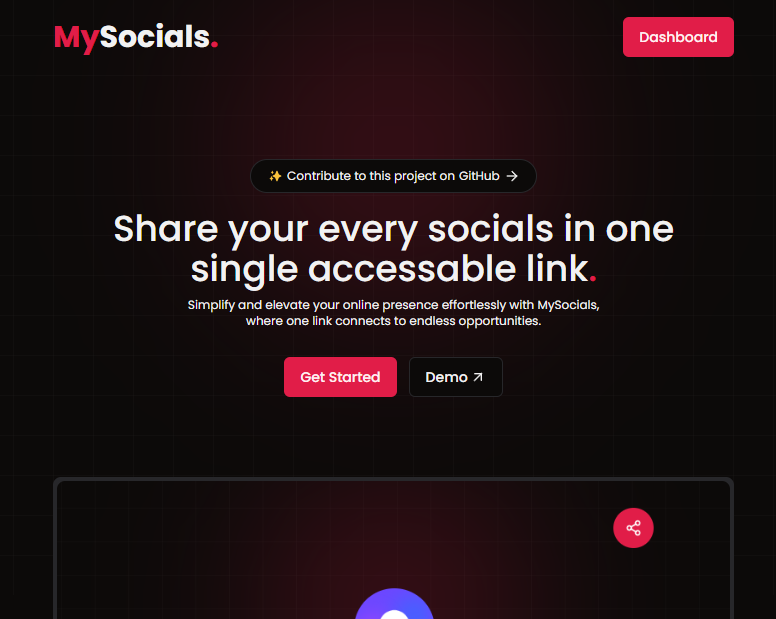 MySocials.
Dashboard
✨ Contribute to this project on GitHub →
Share your every socials in one
single accessable link.
Simplify and elevate your online presence effortlessly with MySocials,
where one link connects to endless opportunities.
Get Started
Demo ↗